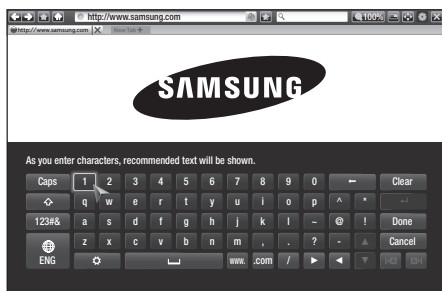 http://www.samsung.com 100%
http://www.samsung.com New Tab
SAMSUNG
As you enter characters, recommended text will be shown.
Caps 1 2 3 4 5 6 7 8 9 0 ← Clear
q w e r t y u i o p ^ * ↵
123#& a s d f g h j k l ~ @ ! Done
z x c v b n m , . ? - ▲ Cancel
ENG www. .com / ► ◄ ▼